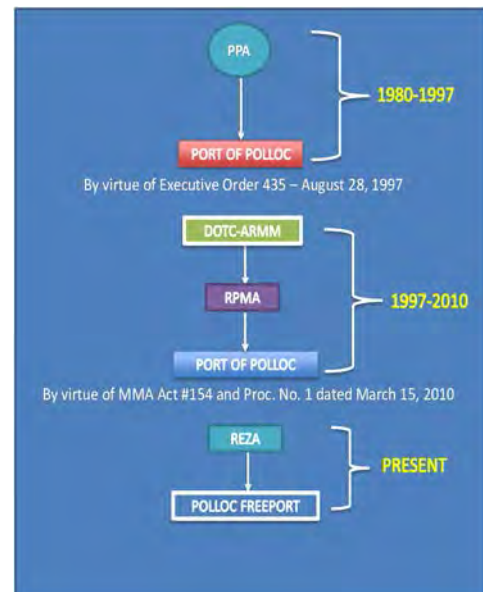 PPA
1980-1997
PORT OF POLLOC
By virtue of Executive Order 435 – August 28, 1997
DOTC-ARMM
RPMA
1997-2010
PORT OF POLLOC
By virtue of MMA Act #154 and Proc. No. 1 dated March 15, 2010
REZA
PRESENT
POLLOC FREEPORT